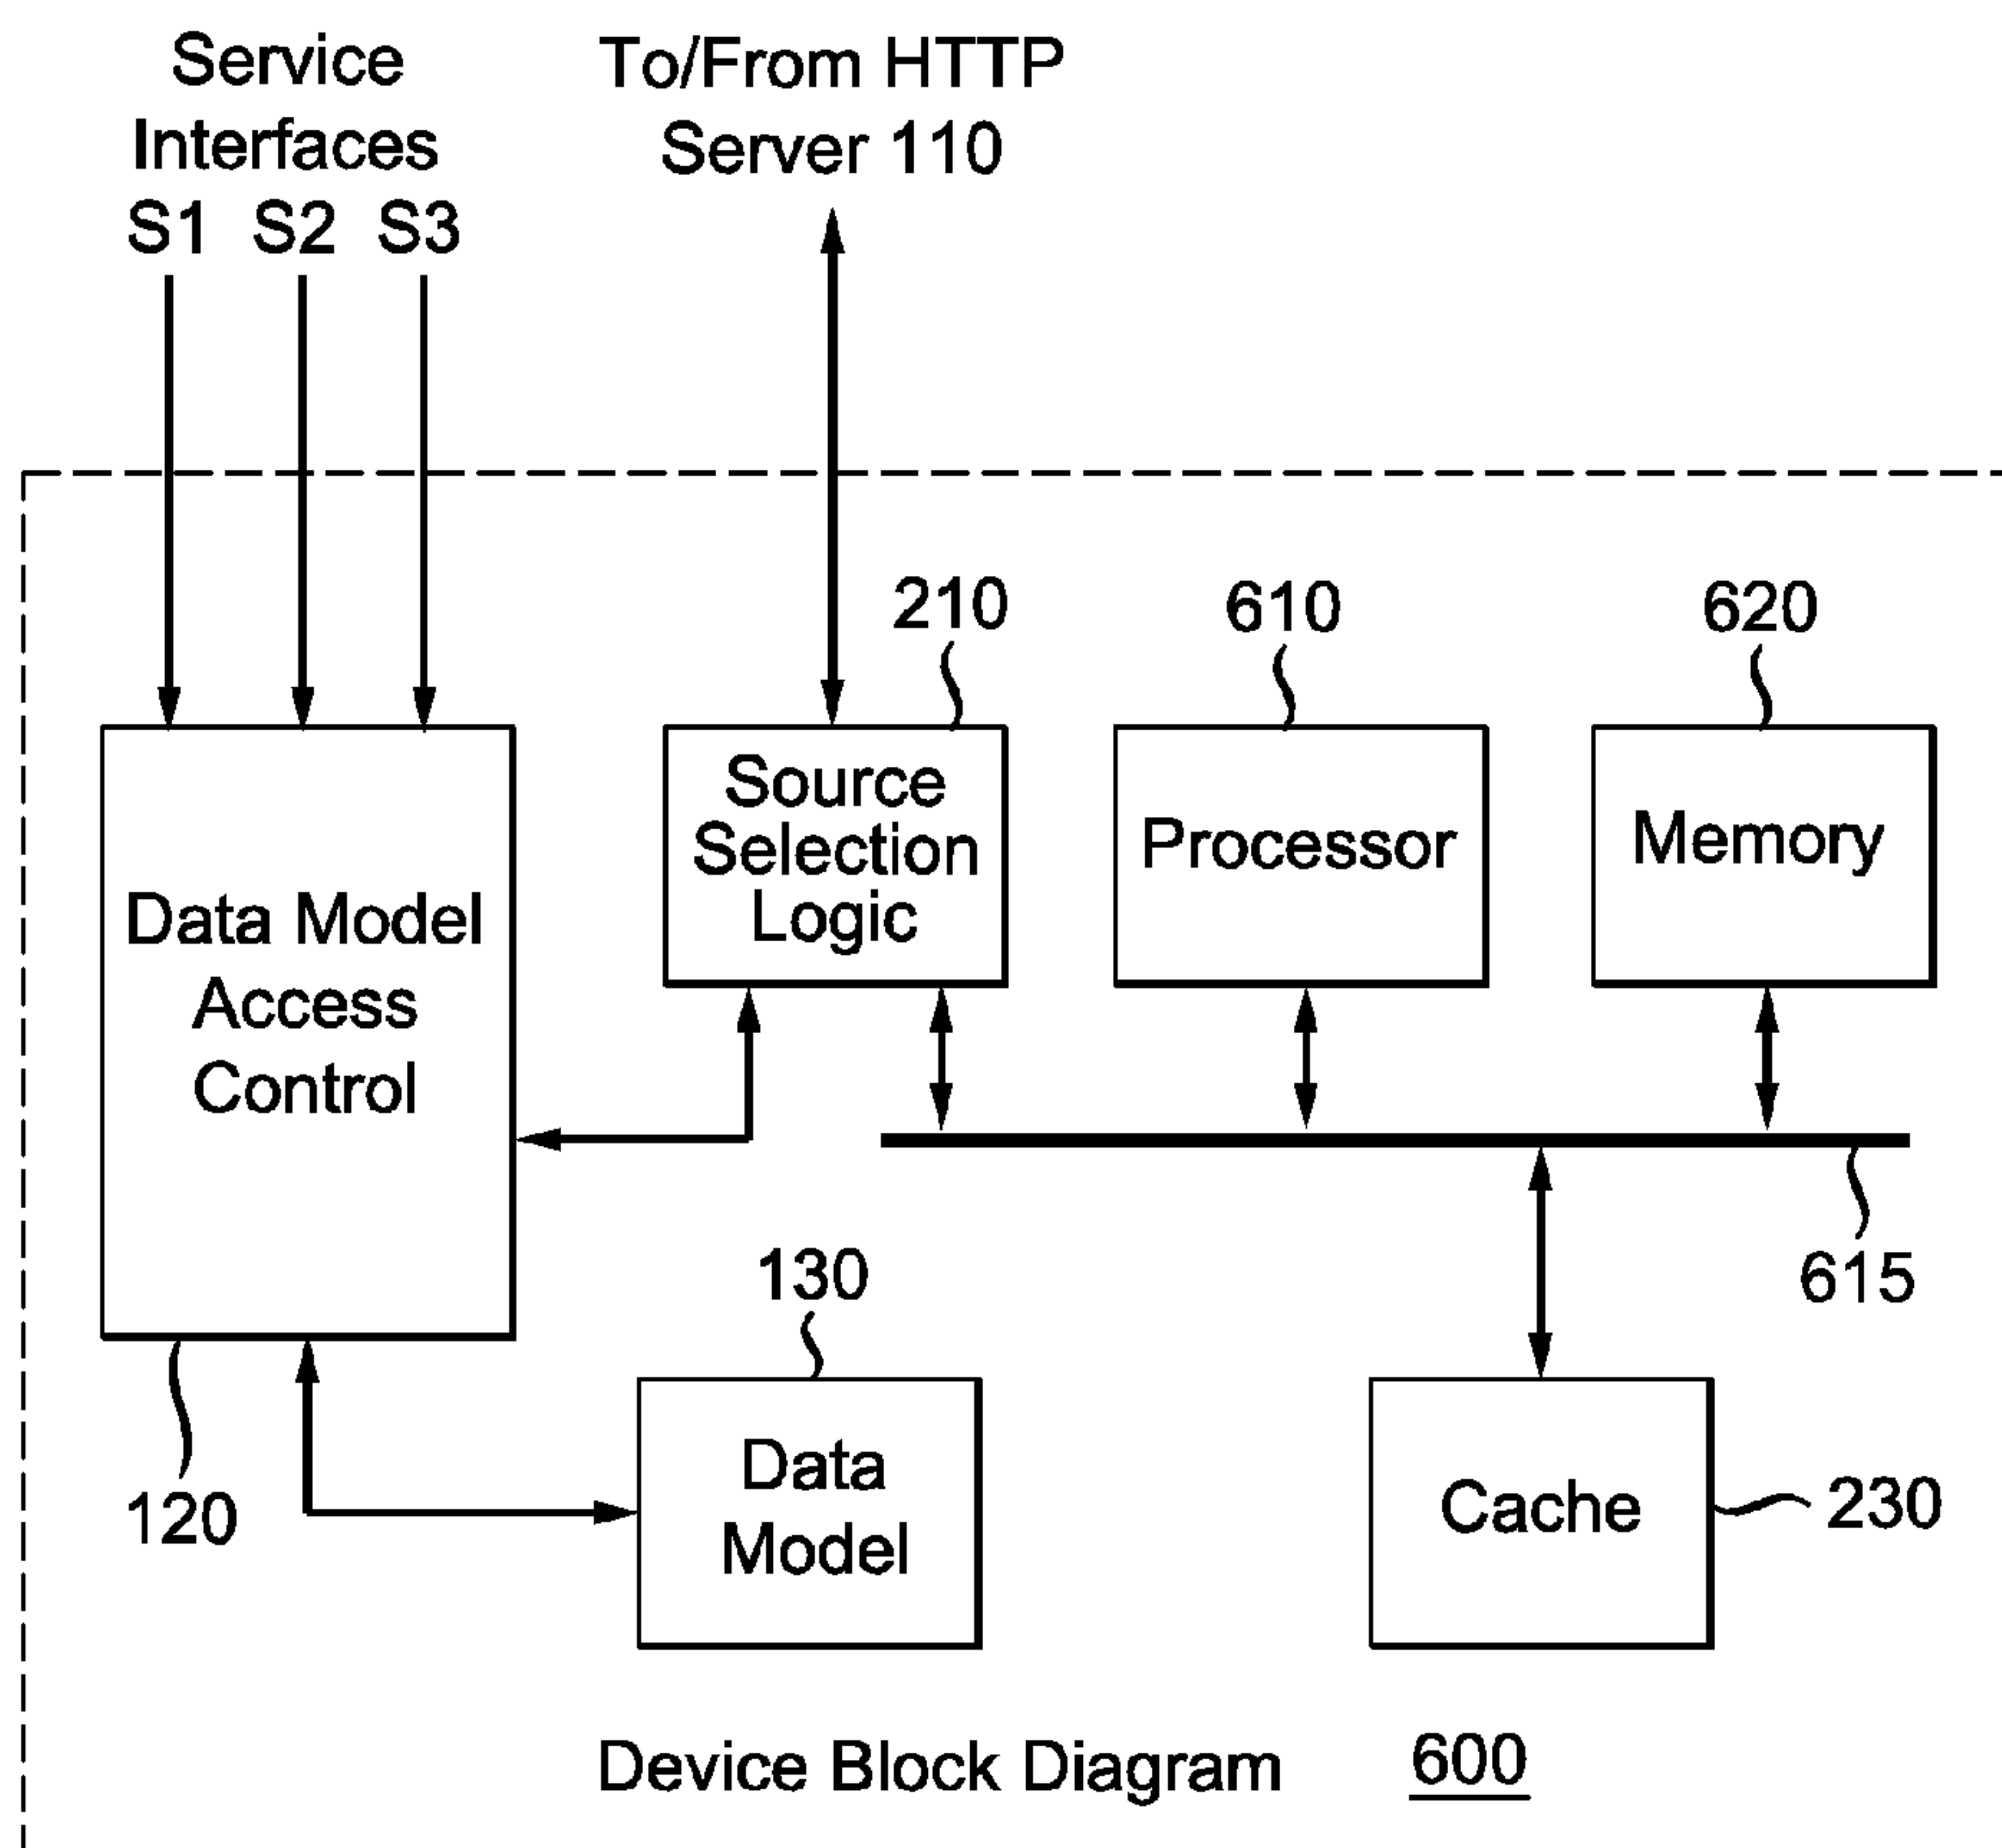 Service
Interfaces
S1 S2 S3
To/From HTTP
Server 110
210
610
620
Data Model
Access
Control
Source
Selection
Logic
Processor
Memory
615
130
120
Data
Model
Cache
230
Device Block Diagram 600